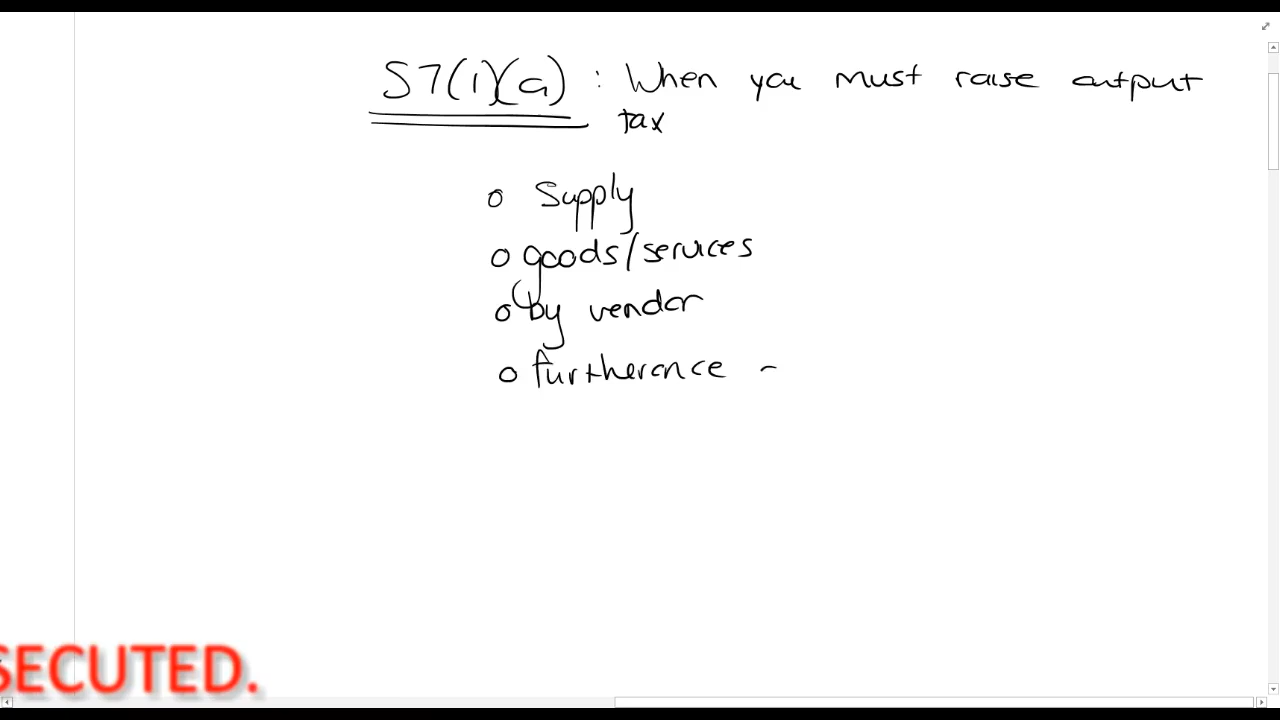 S7(1)(a) : When you must raise output
tax
o Supply
o goods/services
o by vendor
o furtherance
SECUTED.